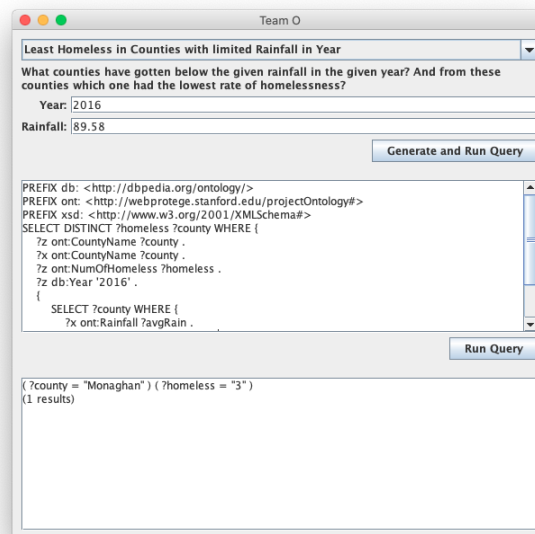 Team O
Least Homeless in Counties with limited Rainfall in Year
What counties have gotten below the given rainfall in the given year? And from these
counties which one had the lowest rate of homelessness?
Year: 2016
Rainfall: 89.58
Generate and Run Query
PREFIX db: <http://dbpedia.org/ontology/>
PREFIX ont: <http://webprotege.stanford.edu/projectOntology#>
PREFIX xsd: <http://www.w3.org/2001/XMLSchema#>
SELECT DISTINCT ?homeless ?county WHERE {
?z ont:CountyName ?county .
?x ont:CountyName ?county .
?z ont:NumOfHomeless ?homeless .
?z db:Year '2016' .
{
SELECT ?county WHERE {
?x ont:Rainfall ?avgRain .
Run Query
( ?county = "Monaghan" ) ( ?homeless = "3" )
(1 results)